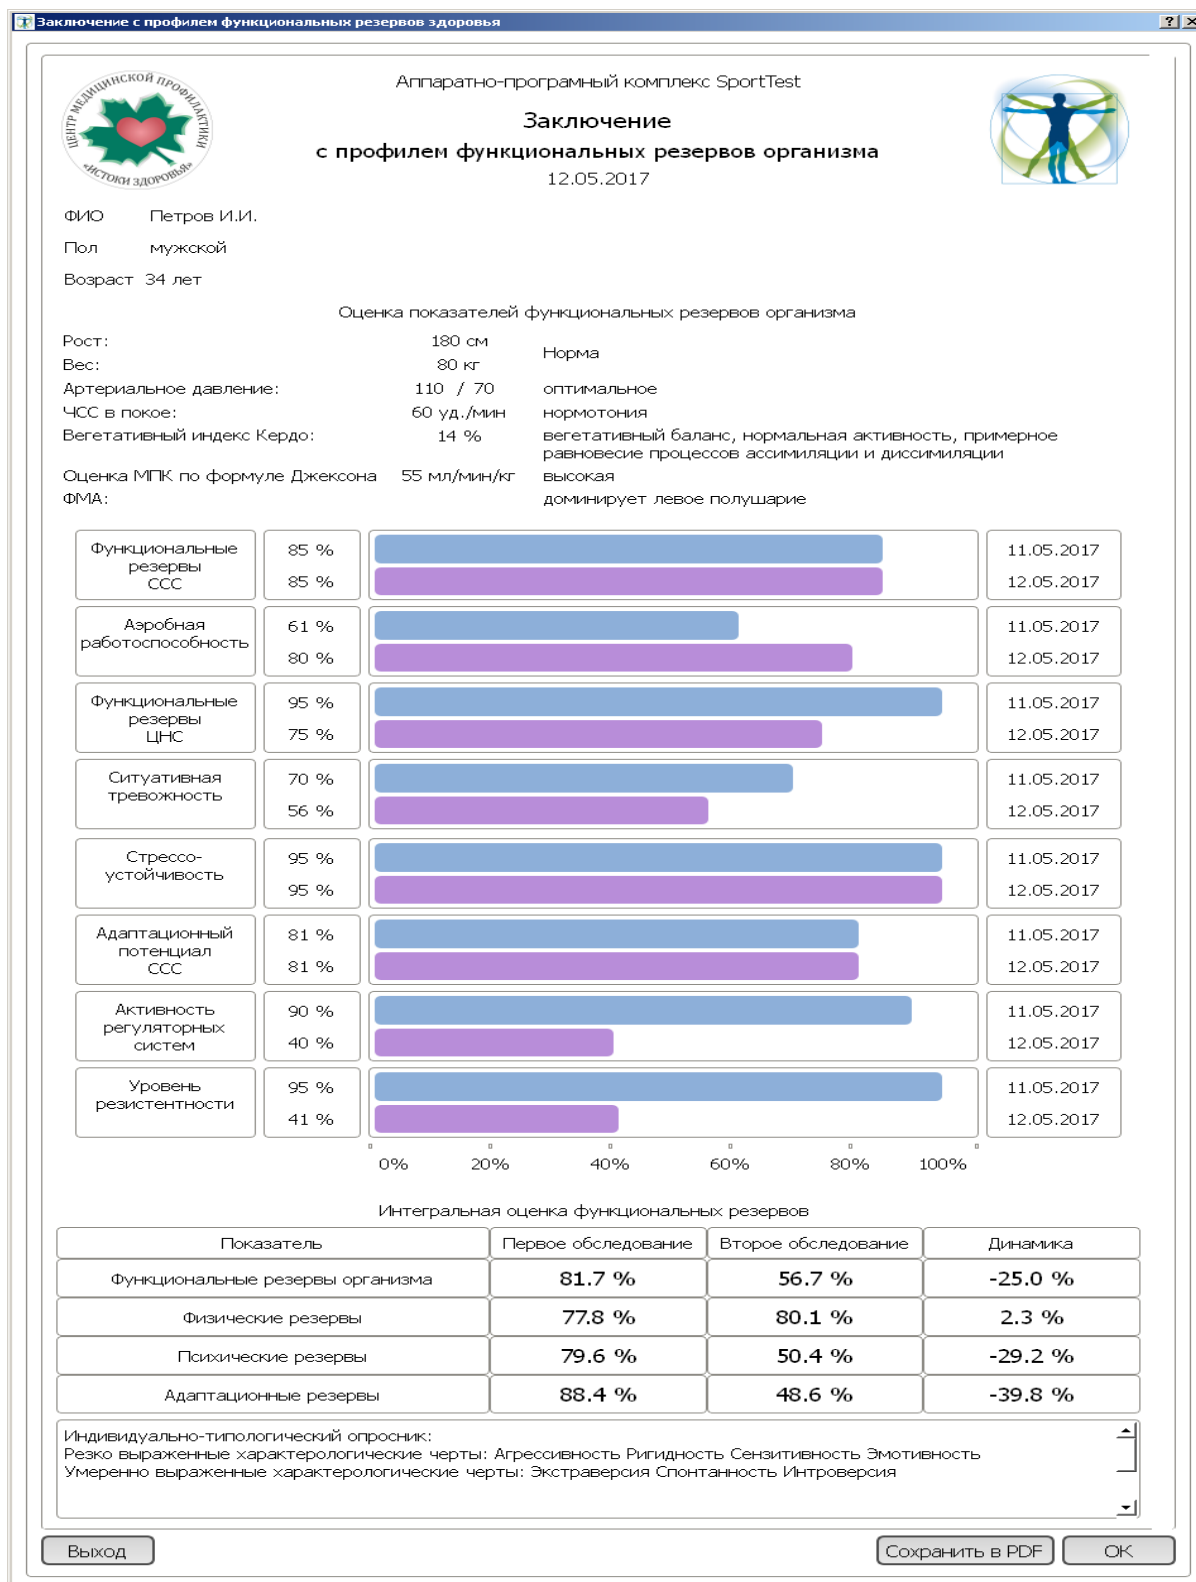 Заключение с профилем функциональных резервов здоровья
ЦЕНТР МЕДИЦИНСКОЙ ПРОФИЛАКТИКИ
«ИСТОКИ ЗДОРОВЬЯ»
Аппаратно-програмный комплекс SportTest
Заключение
с профилем функциональных резервов организма
12.05.2017
ФИО Петров И.И.
Пол мужской
Возраст 34 лет
Оценка показателей функциональных резервов организма
Рост: 180 см
Норма
Вес: 80 кг
Артериальное давление: 110 / 70 оптимальное
ЧСС в покое: 60 уд./мин нормотония
Вегетативный индекс Кердо: 14 % вегетативный баланс, нормальная активность, примерное
равновесие процессов ассимиляции и диссимиляции
Оценка МПК по формуле Джексона 55 мл/мин/кг высокая
ФМА: доминирует левое полушарие
Функциональные
резервы
ССС
85 % 11.05.2017
85 % 12.05.2017
Аэробная
работоспособность
61 % 11.05.2017
80 % 12.05.2017
Функциональные
резервы
ЦНС
95 % 11.05.2017
75 % 12.05.2017
Ситуативная
тревожность
70 % 11.05.2017
56 % 12.05.2017
Стрессо-
устойчивость
95 % 11.05.2017
95 % 12.05.2017
Адаптационный
потенциал
ССС
81 % 11.05.2017
81 % 12.05.2017
Активность
регуляторных
систем
90 % 11.05.2017
40 % 12.05.2017
Уровень
резистентности
95 % 11.05.2017
41 % 12.05.2017
0% 20% 40% 60% 80% 100%
Интегральная оценка функциональных резервов
Показатель Первое обследование Второе обследование Динамика
Функциональные резервы организма 81.7 % 56.7 % -25.0 %
Физические резервы 77.8 % 80.1 % 2.3 %
Психические резервы 79.6 % 50.4 % -29.2 %
Адаптационные резервы 88.4 % 48.6 % -39.8 %
Индивидуально-типологический опросник:
Резко выраженные характерологические черты: Агрессивность Ригидность Сензитивность Эмотивность
Умеренно выраженные характерологические черты: Экстраверсия Спонтанность Интроверсия
Выход Сохранить в PDF ОК